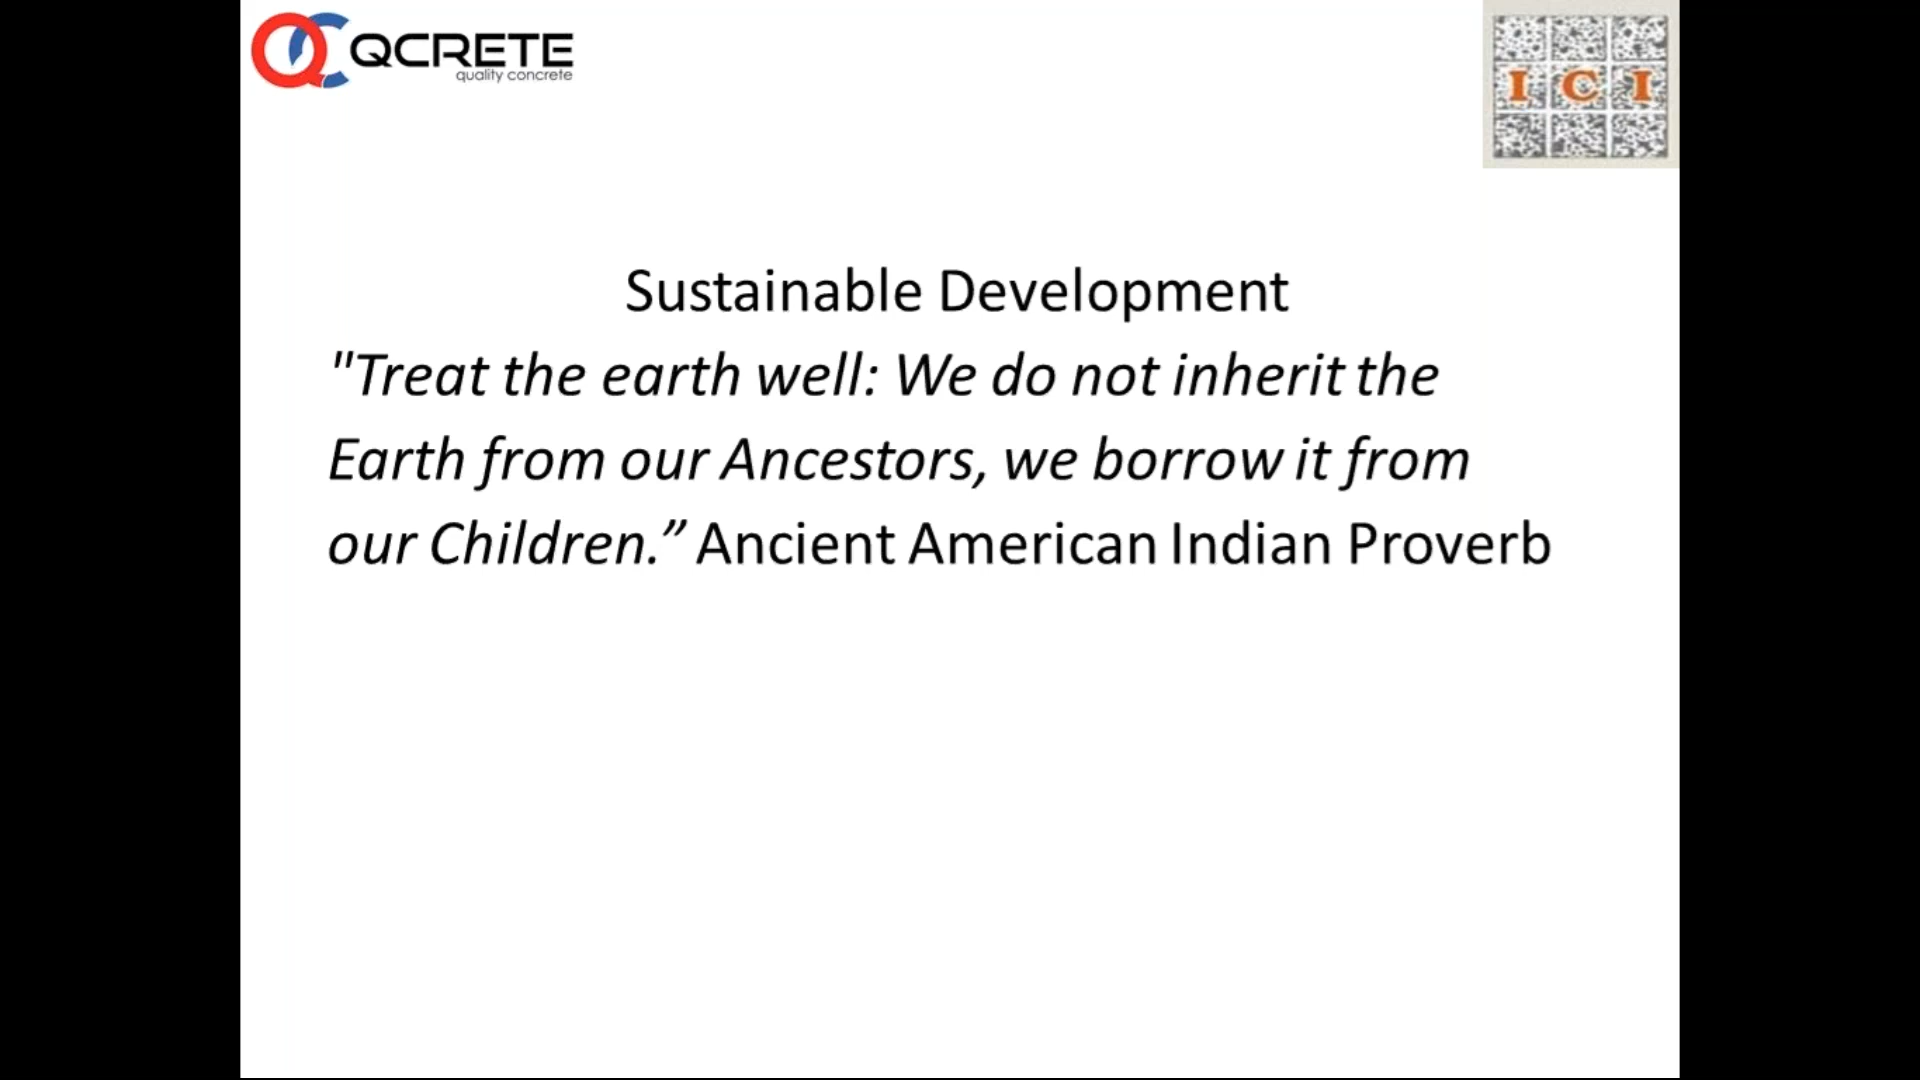 QCRETE
quality concrete
I C I
Sustainable Development
"Treat the earth well: We do not inherit the
Earth from our Ancestors, we borrow it from
our Children.” Ancient American Indian Proverb